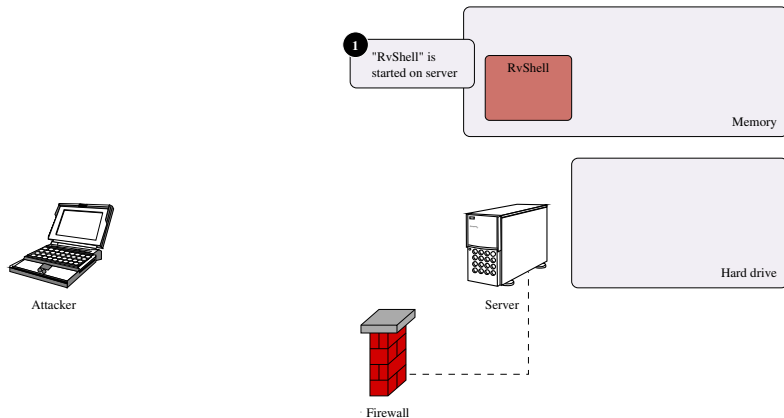 1
"RvShell" is
started on server
RvShell
Memory
Hard drive
Attacker
Server
Firewall